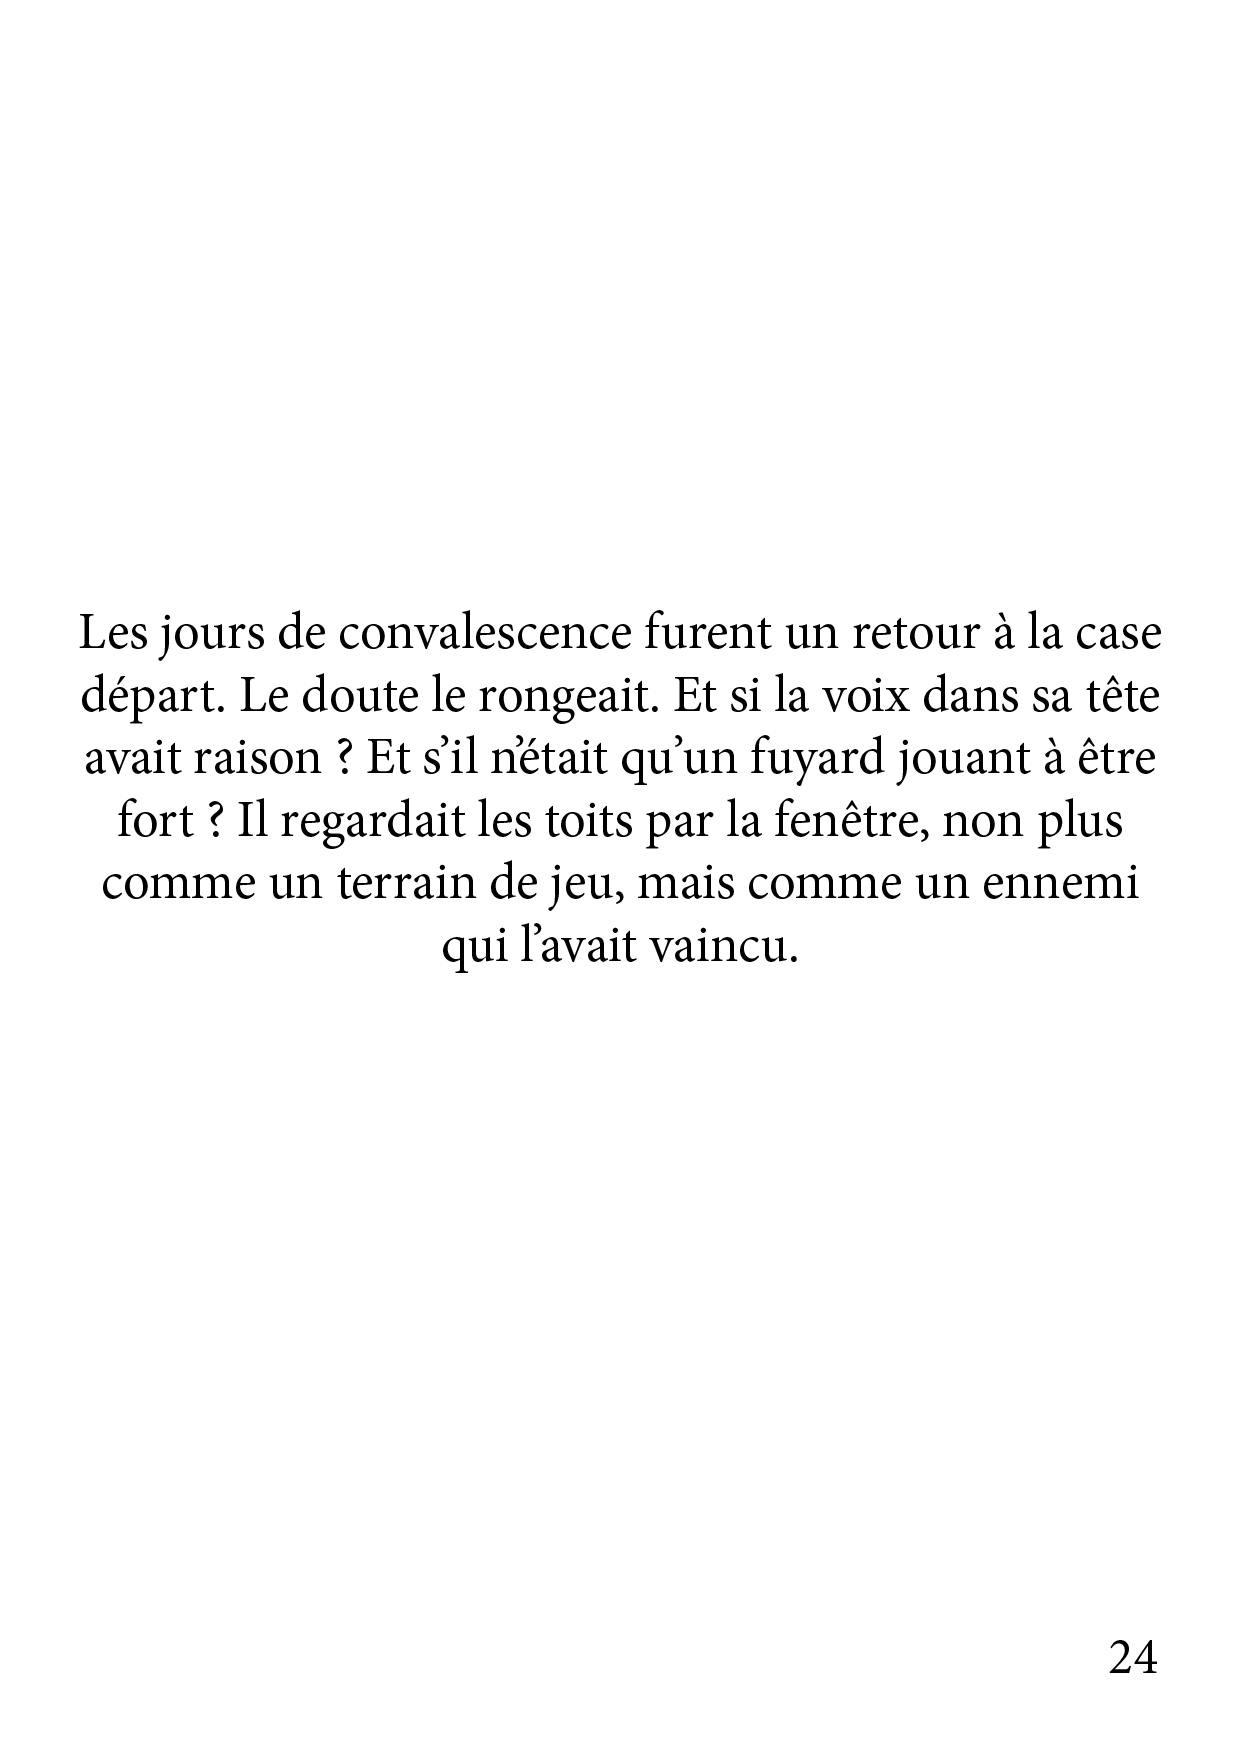 Les jours de convalescence furent un retour à la case
départ. Le doute le rongeait. Et si la voix dans sa tête
avait raison ? Et s’il n’était qu’un fuyard jouant à être
fort ? Il regardait les toits par la fenêtre, non plus
comme un terrain de jeu, mais comme un ennemi
qui l’avait vaincu.
24